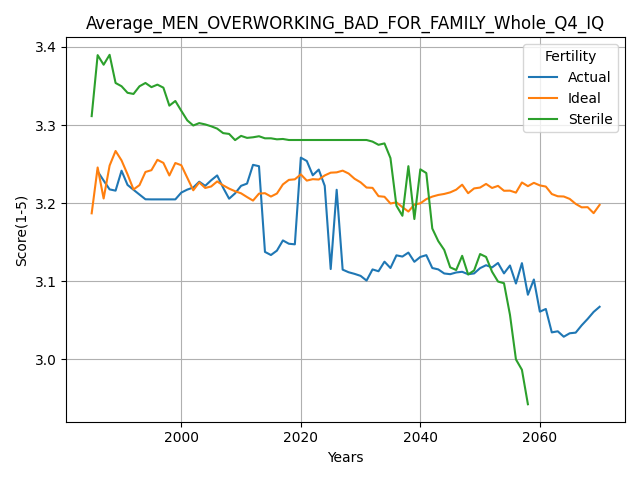 Average_MEN_OVERWORKING_BAD_FOR_FAMILY_Whole_Q4_IQ
Fertility
Actual
Ideal
Sterile
Score(1-5)
3.4
3.3
3.2
3.1
3.0
2000
2020
2040
2060
Years